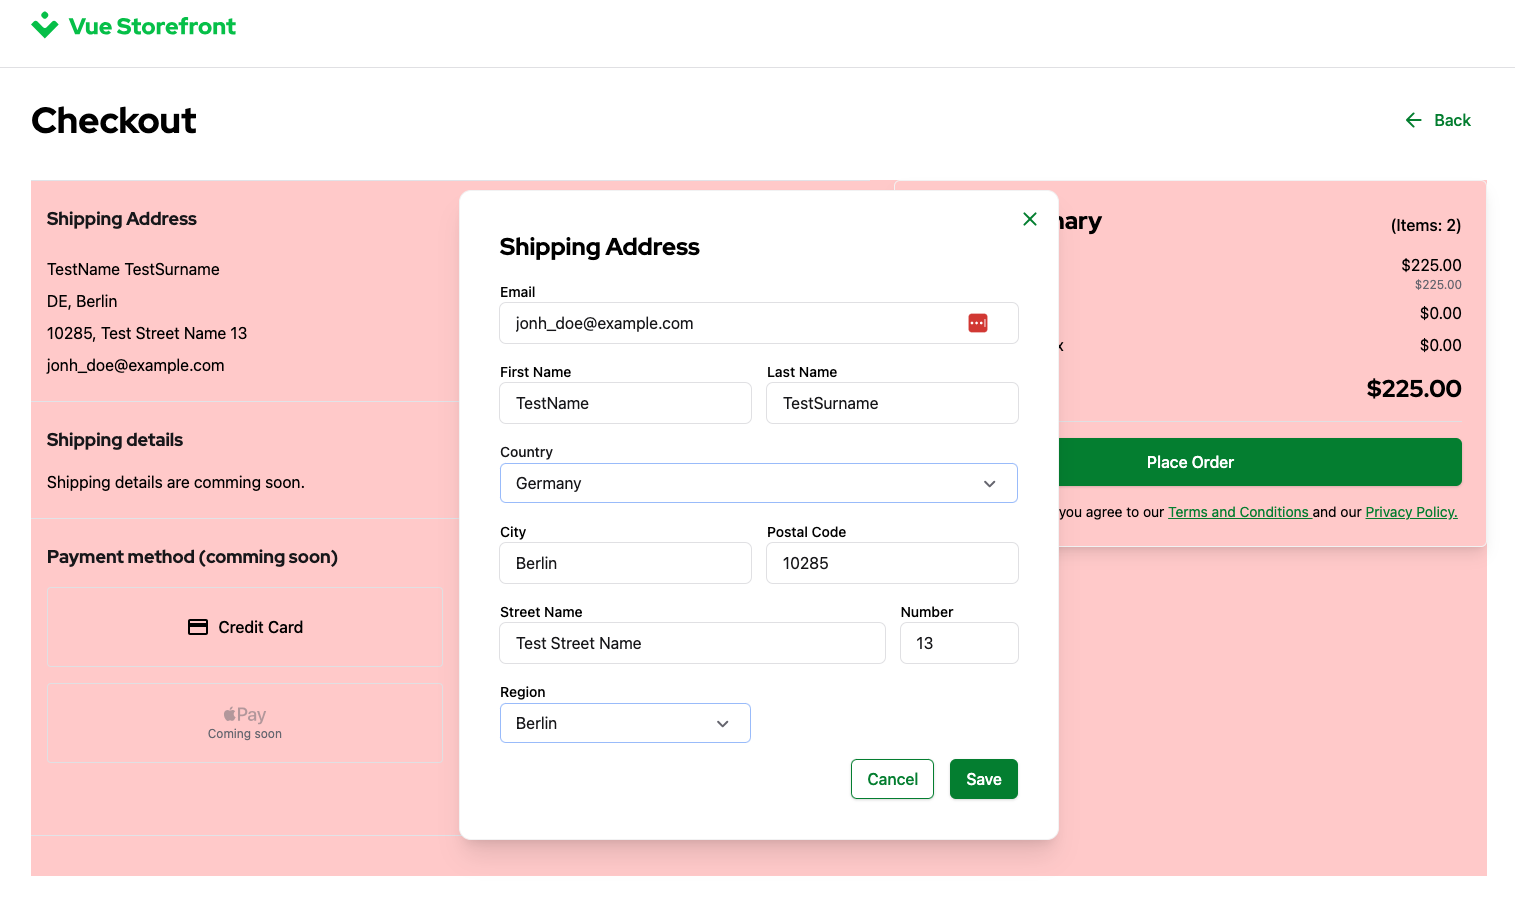 Vue Storefront
Checkout
Back
Shipping Address
TestName TestSurname
DE, Berlin
10285, Test Street Name 13
jonh_doe@example.com
Shipping details
Shipping details are comming soon.
Payment method (comming soon)
Credit Card
Pay
Coming soon
Shipping Address
Email
jonh_doe@example.com
First Name Last Name
TestName TestSurname
Country
Germany
City Postal Code
Berlin 10285
Street Name Number
Test Street Name 13
Region
Berlin
Cancel Save
(Items: 2)
$225.00
$225.00
$0.00
$0.00
$225.00
Place Order
you agree to our Terms and Conditions and our Privacy Policy.